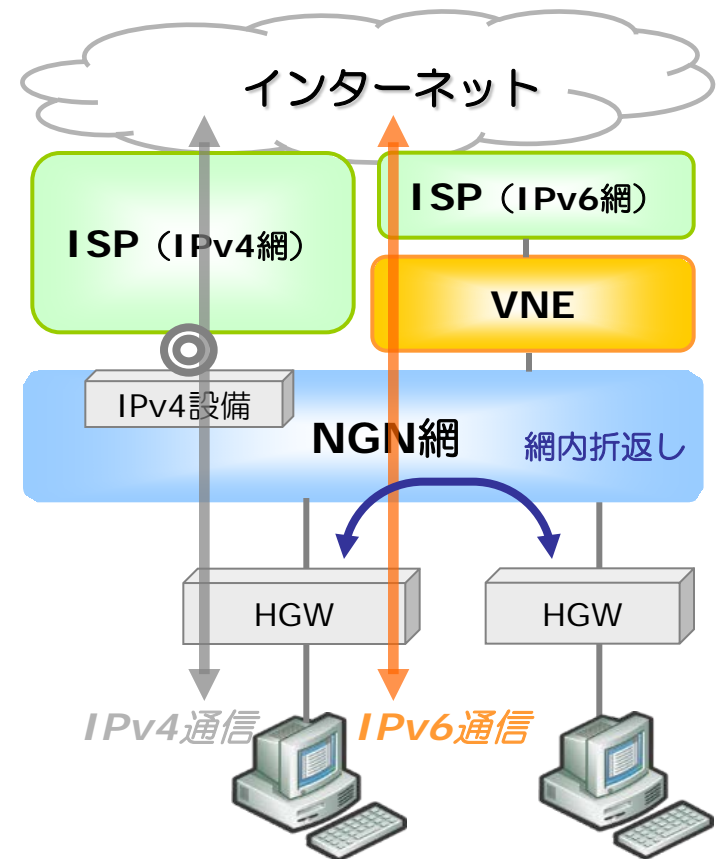 インターネット
ISP（IPv4網）
ISP（IPv6網）
VNE
IPv4設備
NGN網
網内折返し
HGW
HGW
IPv4通信
IPv6通信